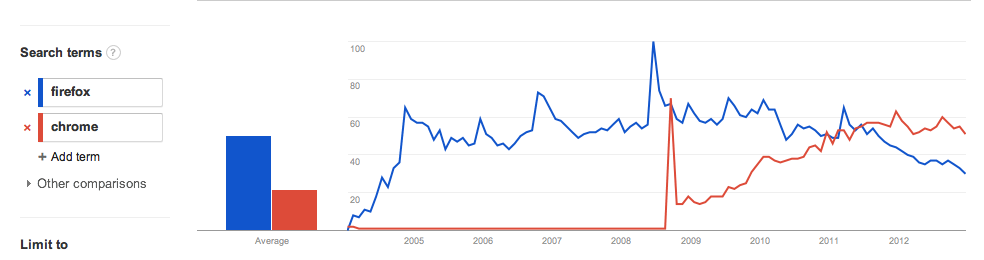 Search terms ?
× firefox
× chrome
+ Add term
Other comparisons
Limit to
100
80
60
40
20
Average 2005 2006 2007 2008 2009 2010 2011 2012